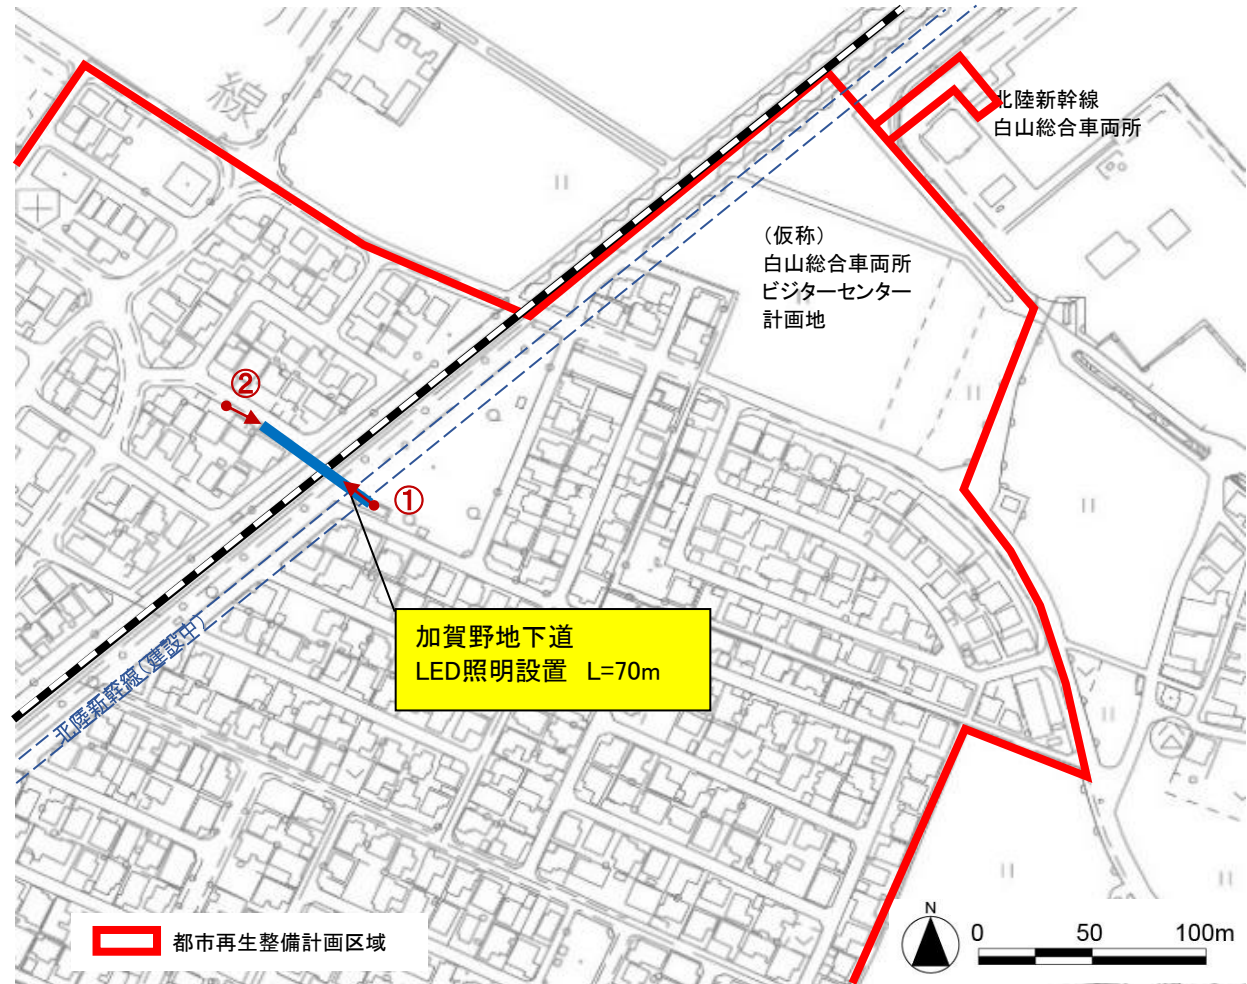 川
線
北陸新幹線
白山総合車両所
（仮称）
白山総合車両所
ビジターセンター
計画地
②
①
加賀野地下道
LED照明設置　L=70m
北陸新幹線（建設中）
都市再生整備計画区域
N
0　50　100m